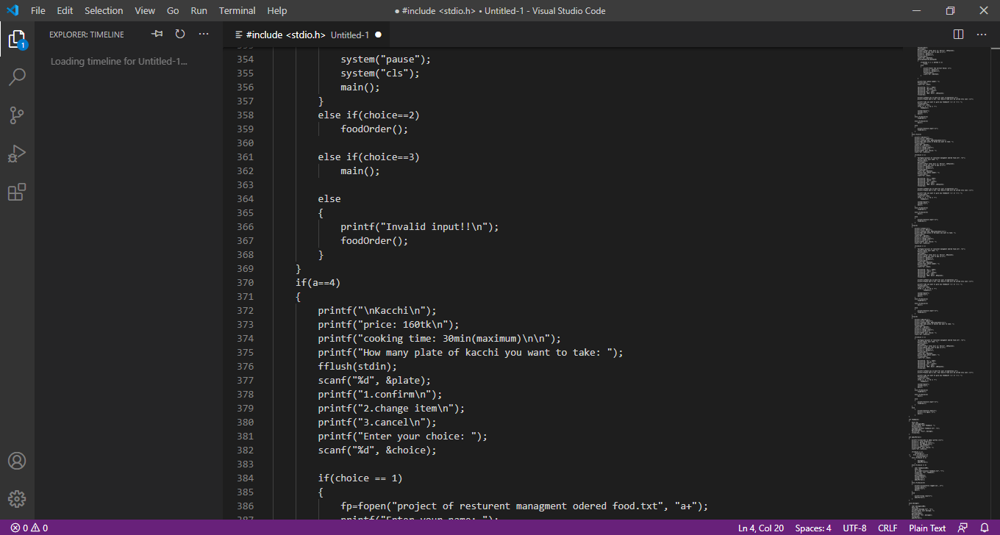 File Edit Selection View Go Run Terminal Help
● #include <stdio.h> • Untitled-1 - Visual Studio Code
EXPLORER: TIMELINE
#include <stdio.h> Untitled-1
1
Loading timeline for Untitled-1...
354 system("pause");
355 system("cls");
356 main();
357 }
358 else if(choice==2)
359 foodOrder();
360
361 else if(choice==3)
362 main();
363
364 else
365 {
366 printf("Invalid input!!\n");
367 foodOrder();
368 }
369 }
370 if(a==4)
371 {
372 printf("\nKacchi\n");
373 printf("price: 160tk\n");
374 printf("cooking time: 30min(maximum)\n\n");
375 printf("How many plate of kacchi you want to take: ");
376 fflush(stdin);
377 scanf("%d", &plate);
378 printf("1.confirm\n");
379 printf("2.change item\n");
380 printf("3.cancel\n");
381 printf("Enter your choice: ");
382 scanf("%d", &choice);
383
384 if(choice == 1)
385 {
386 fp=fopen("project of resturent managment odered food.txt", "a+");
387 printf("Enter your name: ");
0 0
Ln 4, Col 20 Spaces: 4 UTF-8 CRLF Plain Text